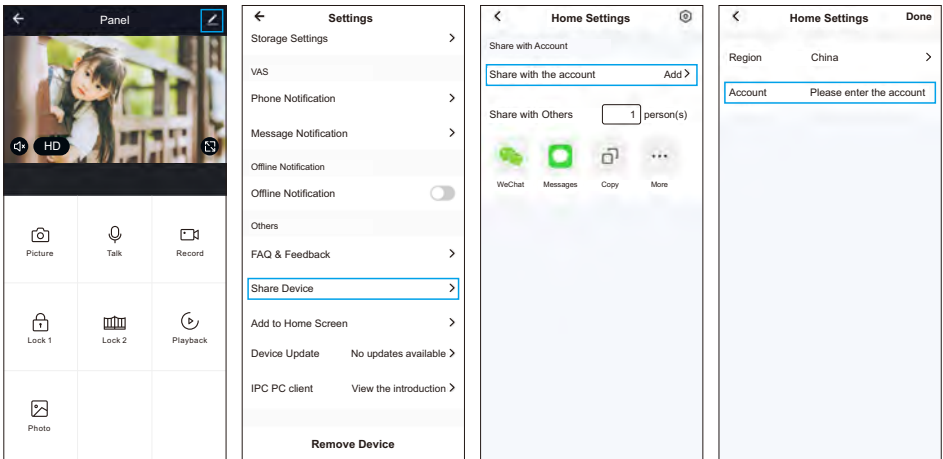 Panel
HD
Picture
Talk
Record
Lock 1
Lock 2
Playback
Photo
Settings
Storage Settings
VAS
Phone Notification
Message Notification
Offline Notification
Offline Notification
Others
FAQ & Feedback
Share Device
Add to Home Screen
Device Update No updates available
IPC PC client View the introduction
Remove Device
Home Settings
Share with Account
Share with the account Add
Share with Others 1 person(s)
WeChat Messages Copy More
Home Settings Done
Region China
Account Please enter the account